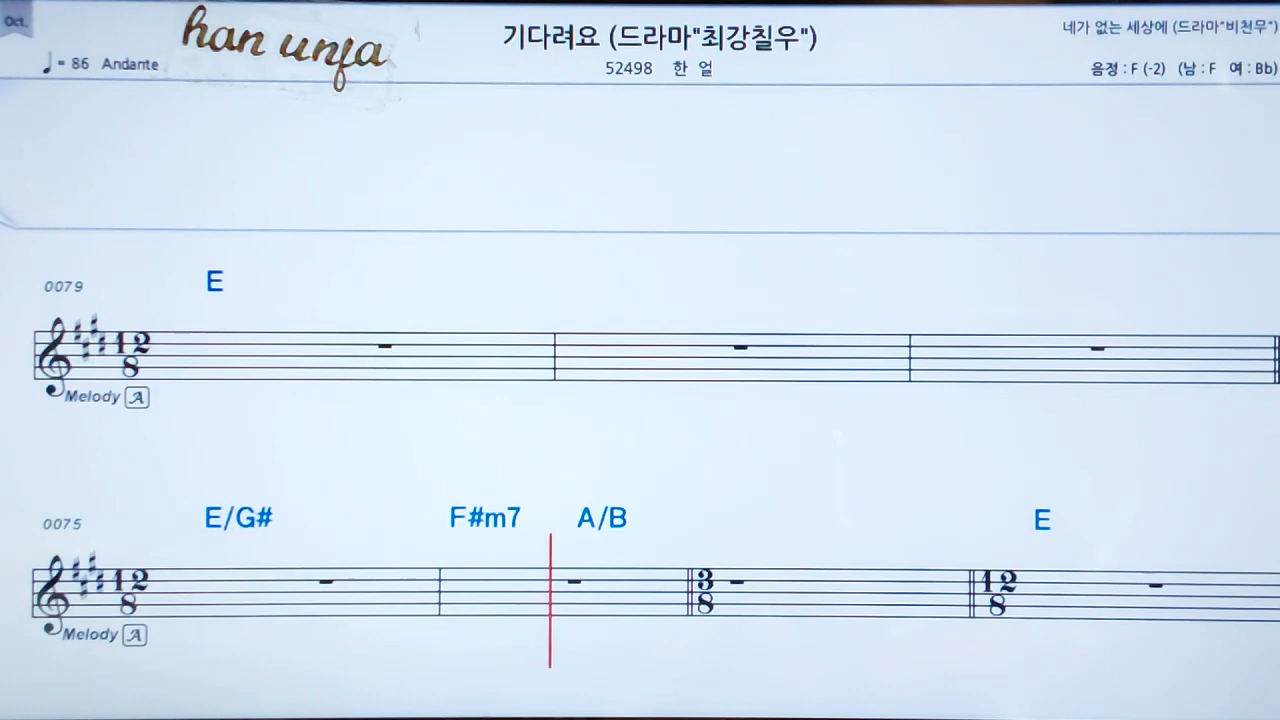 Oct.
han unfa
♩= 86 Andante
기다려요 (드라마"최강칠우")
52498 한 얼
네가 없는 세상에 (드라마"비천무")
음정 : F (-2) (남 : F 여 : Bb)
0079
E
12
8
Melody A
0075
E/G# F#m7 A/B E
12 3 12
8 8 8
Melody A